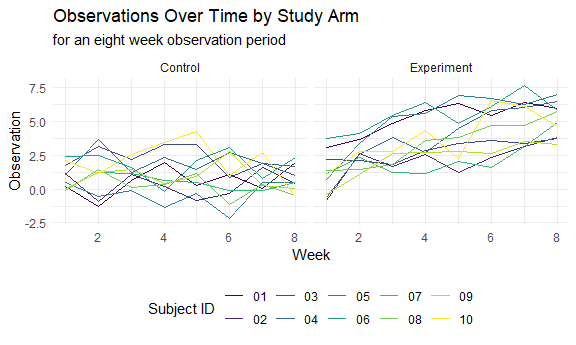 Observations Over Time by Study Arm
for an eight week observation period
Control
Experiment
Observation
7.5
5.0
2.5
0.0
-2.5
2 4 6 8
2 4 6 8
Week
Subject ID
01 03 05 07 09
02 04 06 08 10